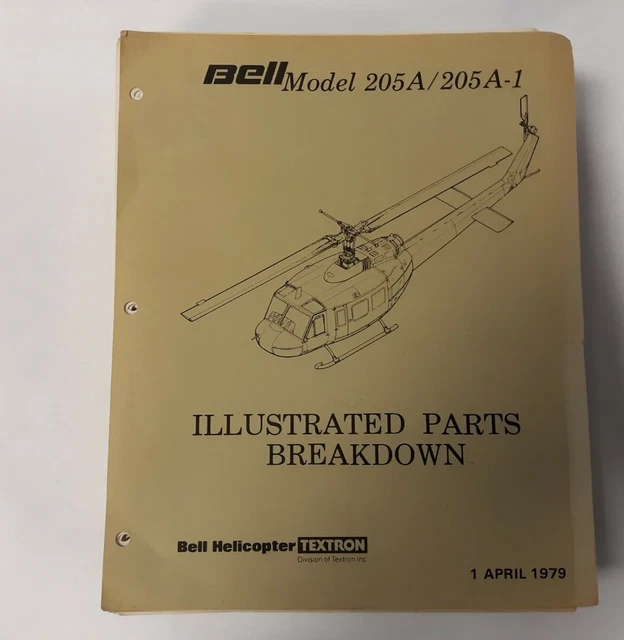 Bell Model 205A/205A-1
ILLUSTRATED PARTS
BREAKDOWN
Bell Helicopter TEXTRON
Division of Textron Inc
1 APRIL 1979